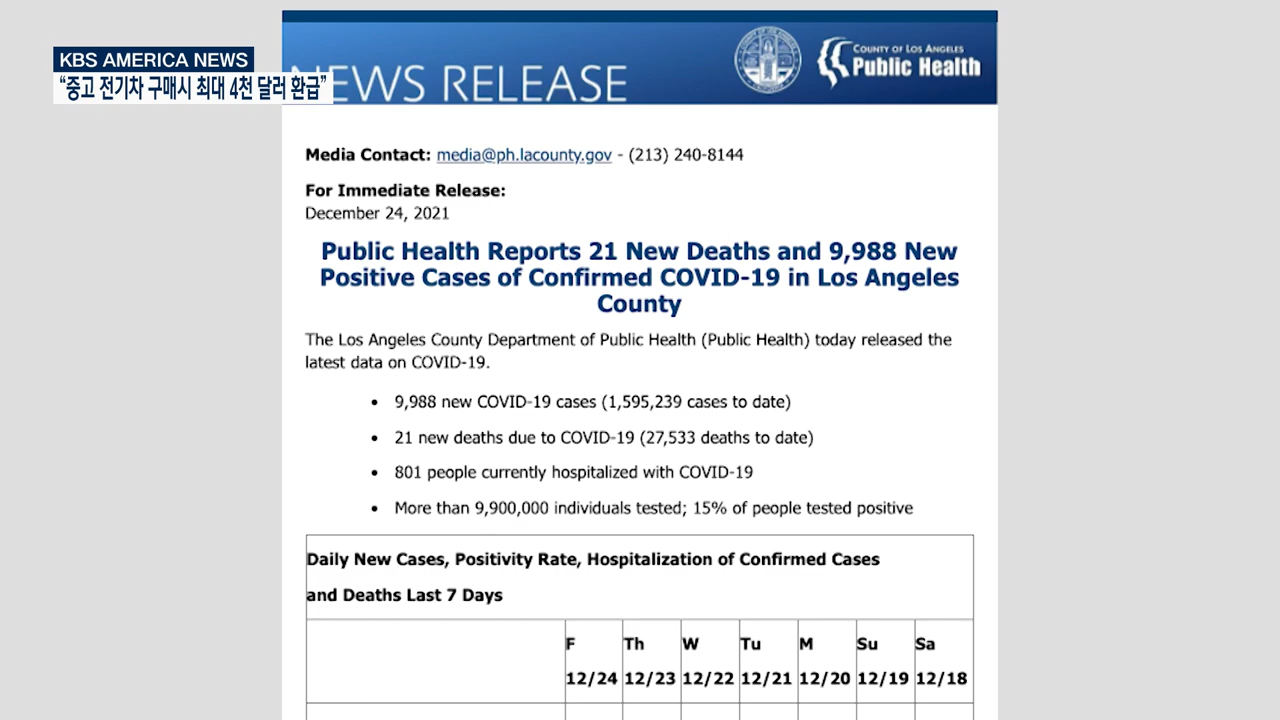 KBS AMERICA NEWS
“중고 전기차 구매시 최대 4천 달러 환급”
EWS RELEASE
COUNTY OF LOS ANGELES
Public Health
Media Contact: media@ph.lacounty.gov - (213) 240-8144
For Immediate Release:
December 24, 2021
Public Health Reports 21 New Deaths and 9,988 New
Positive Cases of Confirmed COVID-19 in Los Angeles
County
The Los Angeles County Department of Public Health (Public Health) today released the
latest data on COVID-19.
• 9,988 new COVID-19 cases (1,595,239 cases to date)
• 21 new deaths due to COVID-19 (27,533 deaths to date)
• 801 people currently hospitalized with COVID-19
• More than 9,900,000 individuals tested; 15% of people tested positive
Daily New Cases, Positivity Rate, Hospitalization of Confirmed Cases
and Deaths Last 7 Days
F Th W Tu M Su Sa
12/24 12/23 12/22 12/21 12/20 12/19 12/18